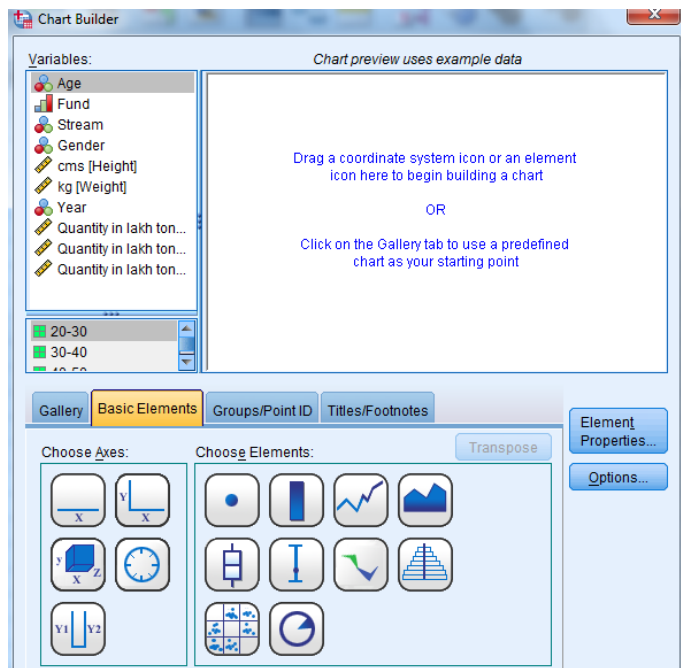 Chart Builder
Variables:
Chart preview uses example data
Age
Fund
Stream
Gender
cms [Height]
kg [Weight]
Year
Quantity in lakh ton...
Quantity in lakh ton...
Quantity in lakh ton...
Drag a coordinate system icon or an element
icon here to begin building a chart
OR
Click on the Gallery tab to use a predefined
chart as your starting point
20-30
30-40
40-50
Gallery
Basic Elements
Groups/Point ID
Titles/Footnotes
Element
Properties...
Options...
Choose Axes:
Choose Elements:
Transpose
X
Y
X
y
X
Z
Y1
Y2